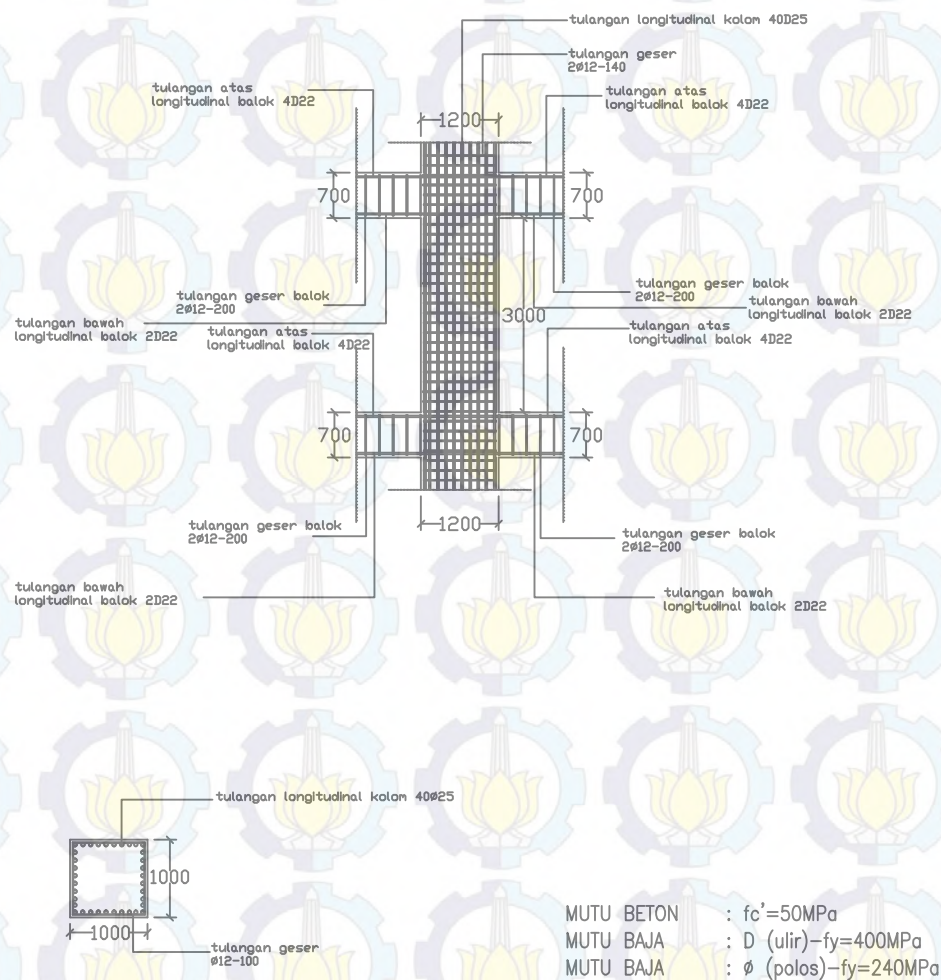 tulangan longitudinal kolom 40D25
tulangan geser
2ø12-140
tulangan atas
longitudinal balok 4D22
tulangan atas
longitudinal balok 4D22
1200
700
700
tulangan geser balok
2ø12-200
tulangan geser balok
2ø12-200
tulangan bawah
longitudinal balok 2D22
3000
tulangan bawah
longitudinal balok 2D22
tulangan atas
longitudinal balok 4D22
tulangan atas
longitudinal balok 4D22
700
700
1200
tulangan geser balok
2ø12-200
tulangan geser balok
2ø12-200
tulangan bawah
longitudinal balok 2D22
tulangan bawah
longitudinal balok 2D22
tulangan longitudinal kolom 40ø25
1000
1000
tulangan geser
ø12-100
MUTU BETON : fc'=50MPa
MUTU BAJA : D (ulir)-fy=400MPa
MUTU BAJA : ø (polos)-fy=240MPa